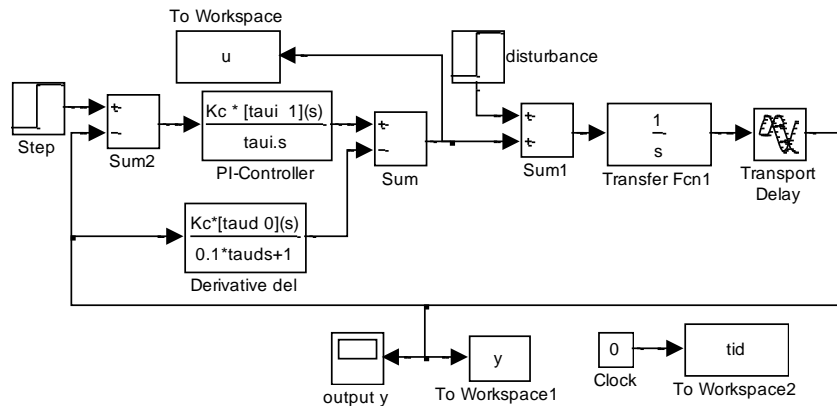 To Workspace
u
disturbance
Step
+
−
Sum2
Kc * [taui 1](s)
taui.s
PI-Controller
+
−
Sum
+
+
Sum1
1
s
Transfer Fcn1
Transport
Delay
Kc*[taud 0](s)
0.1*tauds+1
Derivative del
output y
y
To Workspace1
0
Clock
tid
To Workspace2